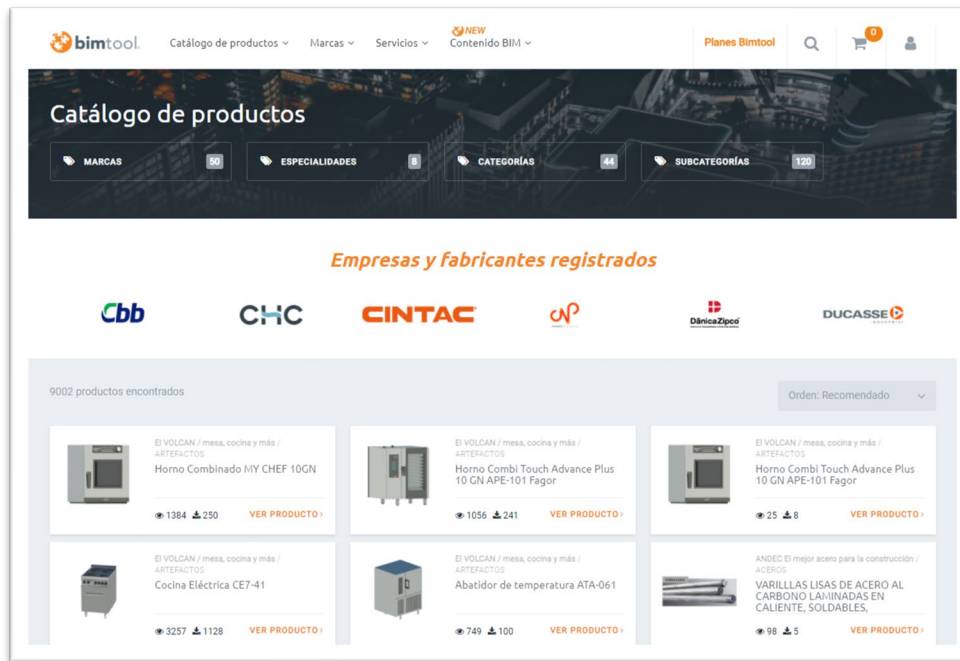 NEW
bimtool. Catálogo de productos Marcas Servicios Contenido BIM Planes Bimtool 0
Catálogo de productos
MARCAS 50 ESPECIALIDADES 8 CATEGORÍAS 44 SUBCATEGORÍAS 120
Empresas y fabricantes registrados
Cbb CHC CINTAC DânicaZipco DUCASSE
INDUSTRIAL
9002 productos encontrados Orden: Recomendado
El VOLCAN / mesa, cocina y más /
ARTEFACTOS
Horno Combinado MY CHEF 10GN
1384 250 VER PRODUCTO
El VOLCAN / mesa, cocina y más /
ARTEFACTOS
Horno Combi Touch Advance Plus
10 GN APE-101 Fagor
1056 241 VER PRODUCTO
El VOLCAN / mesa, cocina y más /
ARTEFACTOS
Horno Combi Touch Advance Plus
10 GN APE-101 Fagor
25 8 VER PRODUCTO
El VOLCAN / mesa, cocina y más /
ARTEFACTOS
Cocina Eléctrica CE7-41
3257 1128 VER PRODUCTO
El VOLCAN / mesa, cocina y más /
ARTEFACTOS
Abatidor de temperatura ATA-061
749 100 VER PRODUCTO
ANDEC El mejor acero para la construcción /
ACEROS
VARILLLAS LISAS DE ACERO AL
CARBONO LAMINADAS EN
CALIENTE, SOLDABLES,
98 5 VER PRODUCTO